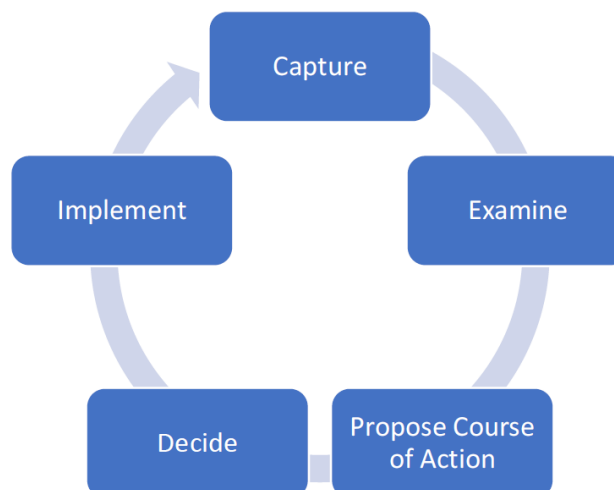 Capture
Examine
Propose Course
of Action
Decide
Implement